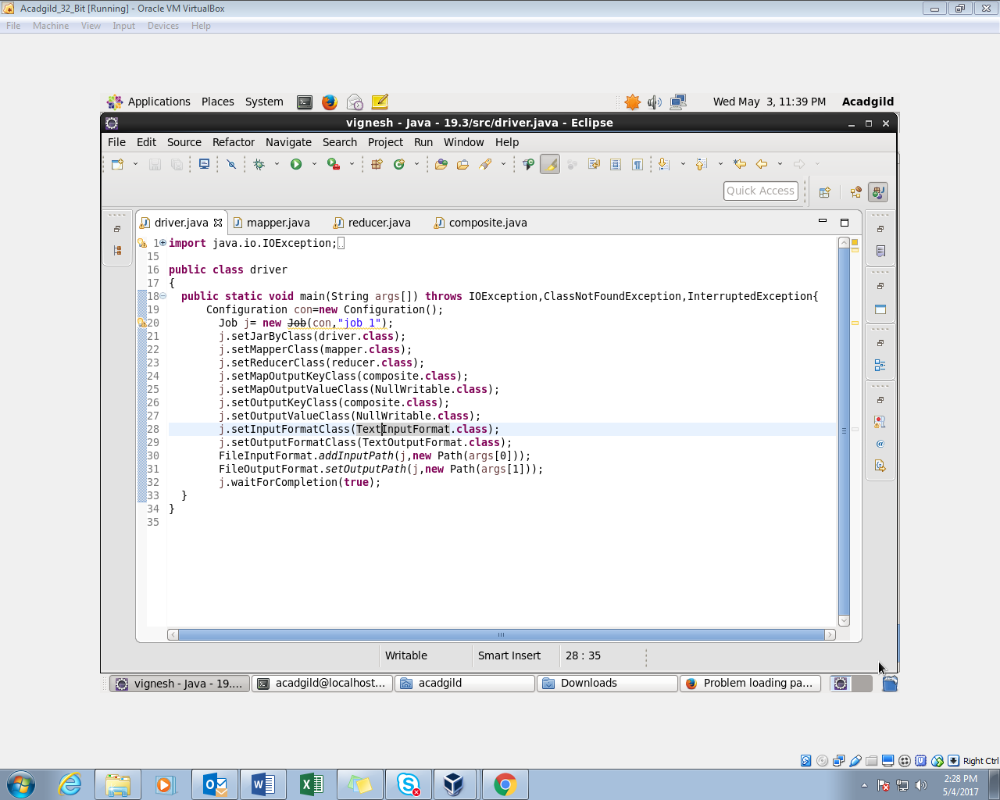 Acadgild_32_Bit [Running] - Oracle VM VirtualBox
File Machine View Input Devices Help
Applications Places System Wed May 3, 11:39 PM Acadgild
vignesh - Java - 19.3/src/driver.java - Eclipse
File Edit Source Refactor Navigate Search Project Run Window Help
Quick Access
driver.java mapper.java reducer.java composite.java
1 import java.io.IOException;
15
16 public class driver
17 {
18 public static void main(String args[]) throws IOException,ClassNotFoundException,InterruptedException{
19 Configuration con=new Configuration();
20 Job j= new Job(con,"job 1");
21 j.setJarByClass(driver.class);
22 j.setMapperClass(mapper.class);
23 j.setReducerClass(reducer.class);
24 j.setMapOutputKeyClass(composite.class);
25 j.setMapOutputValueClass(NullWritable.class);
26 j.setOutputKeyClass(composite.class);
27 j.setOutputValueClass(NullWritable.class);
28 j.setInputFormatClass(TextInputFormat.class);
29 j.setOutputFormatClass(TextOutputFormat.class);
30 FileInputFormat.addInputPath(j,new Path(args[0]));
31 FileOutputFormat.setOutputPath(j,new Path(args[1]));
32 j.waitForCompletion(true);
33 }
34 }
35
Writable Smart Insert 28 : 35
vignesh - Java - 19.... acadgild@localhost... acadgild Downloads Problem loading pa...
Right Ctrl
2:28 PM
5/4/2017